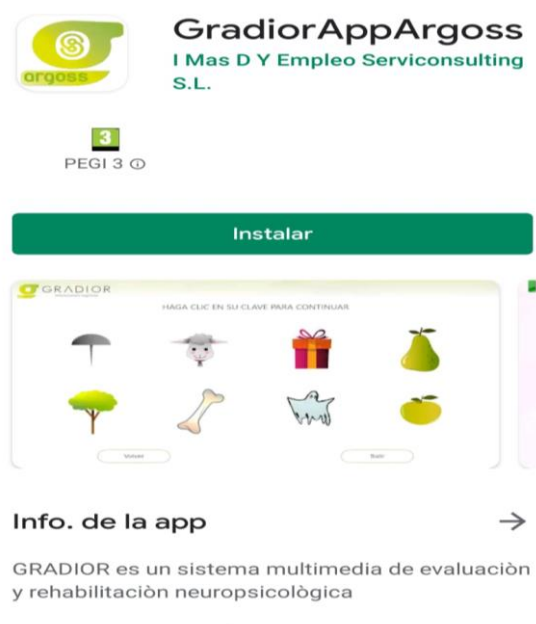 argoss
GradiorAppArgoss
I Mas D Y Empleo Serviconsulting
S.L.
3
PEGI 3
Instalar
GRADIOR
HAGA CLIC EN SU CLAVE PARA CONTINUAR
Volver
Salir
Info. de la app
GRADIOR es un sistema multimedia de evaluaciòn
y rehabilitaciòn neuropsicològica